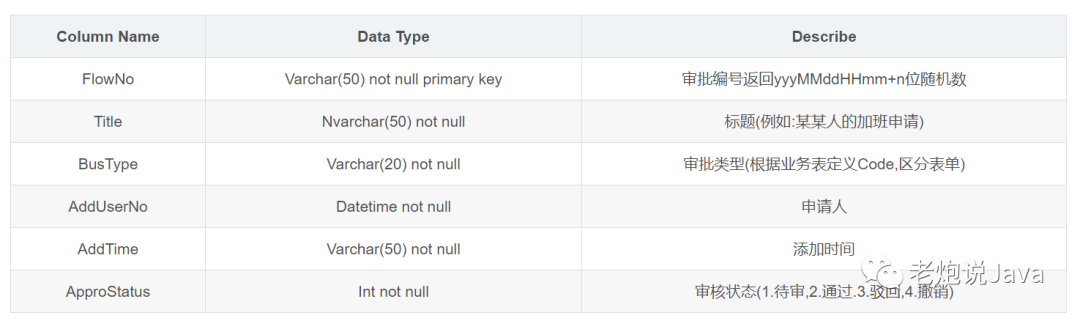 Column Name Data Type Describe
FlowNo Varchar(50) not null primary key 审批编号返回yyyMMddHHmm+n位随机数
Title Nvarchar(50) not null 标题(例如:某某人的加班申请)
BusType Varchar(20) not null 审批类型(根据业务表定义Code,区分表单)
AddUserNo Datetime not null 申请人
AddTime Varchar(50) not null 添加时间
ApproStatus Int not null 审核状态(1.待审,2.通过.3.驳回,4.撤销)
老炮说Java